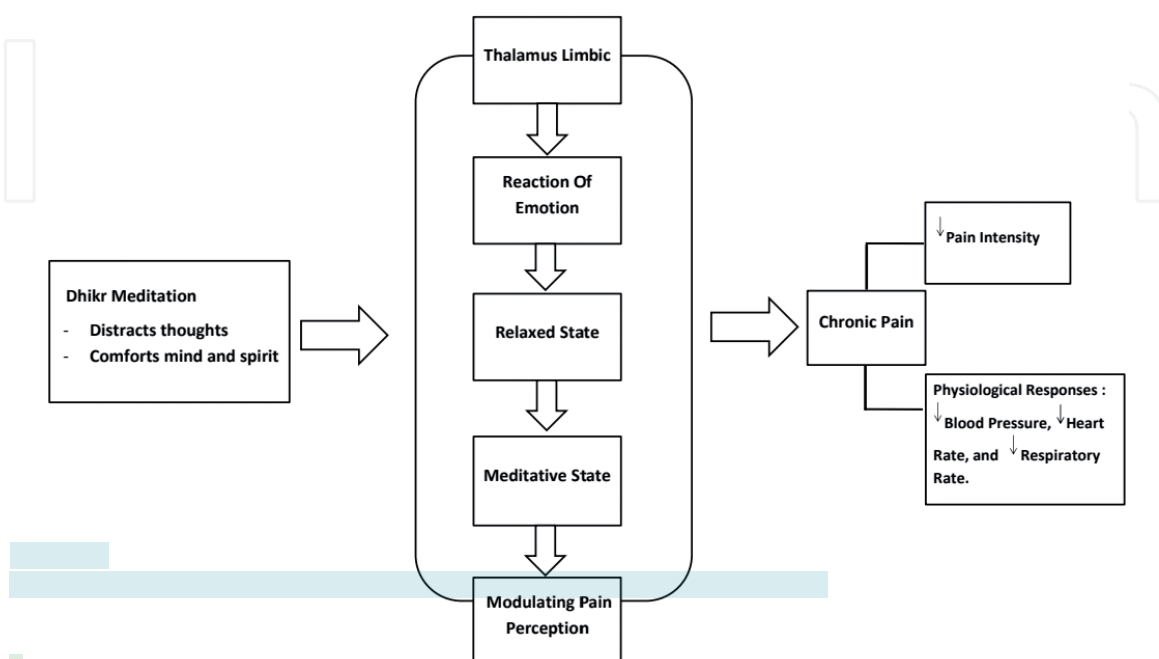 Thalamus Limbic
Reaction Of
Emotion
Relaxed State
Meditative State
Modulating Pain
Perception
Dhikr Meditation
- Distracts thoughts
- Comforts mind and spirit
Chronic Pain
↓Pain Intensity
Physiological Responses :
↓Blood Pressure, ↓Heart
Rate, and ↓Respiratory
Rate.